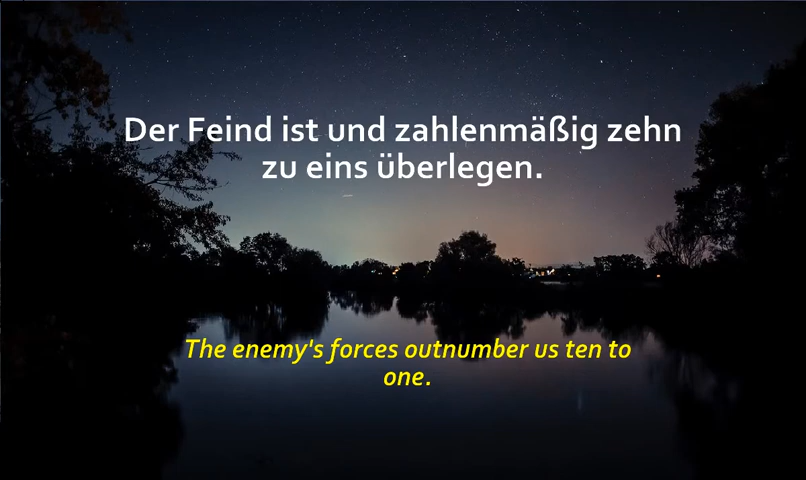 Der Feind ist und zahlenmäßig zehn
zu eins überlegen.
The enemy's forces outnumber us ten to
one.